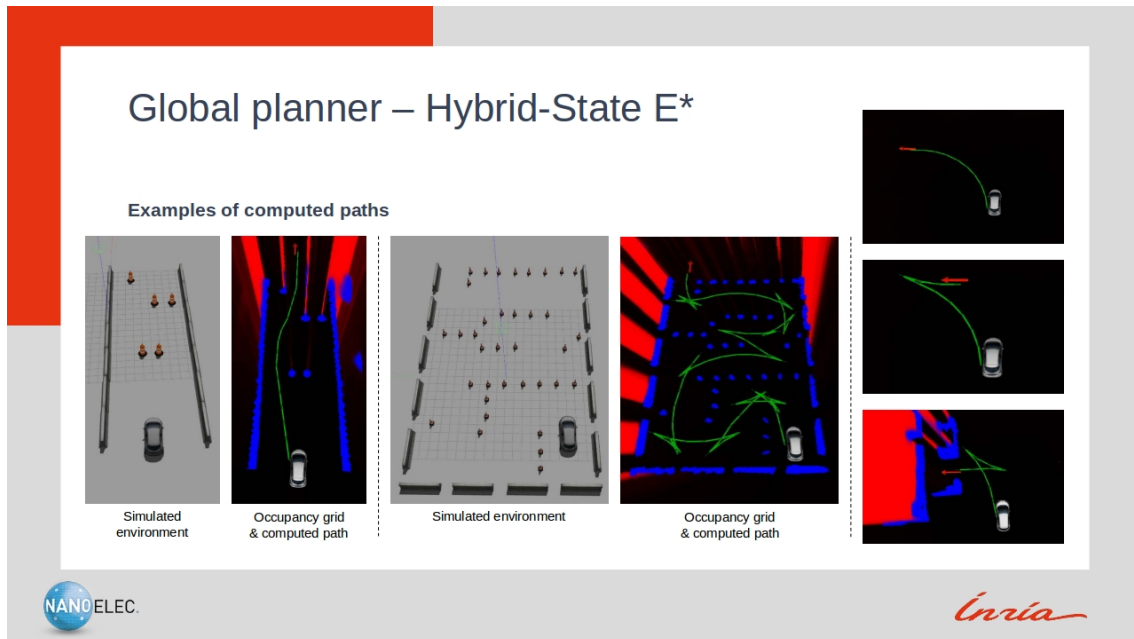 Global planner – Hybrid-State E*
Examples of computed paths
Simulated
environment
Occupancy grid
& computed path
Simulated environment
Occupancy grid
& computed path
NANOELEC.
Inria